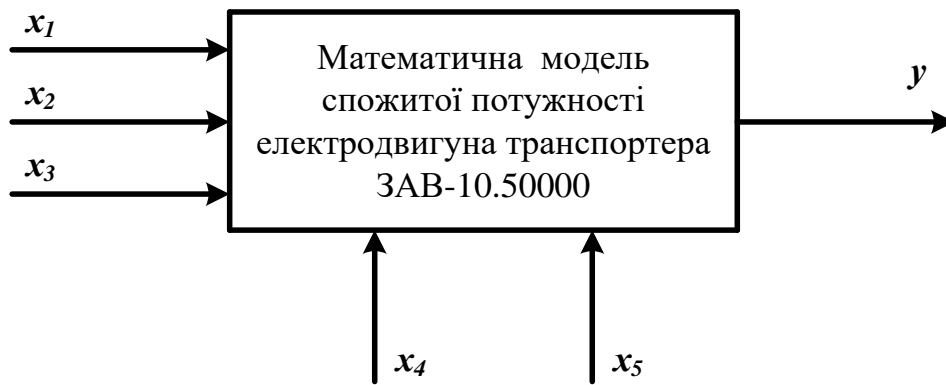 x1
x2
x3
Математична модель
спожитої потужності
електродвигуна транспортера
ЗАВ-10.50000
y
x4
x5